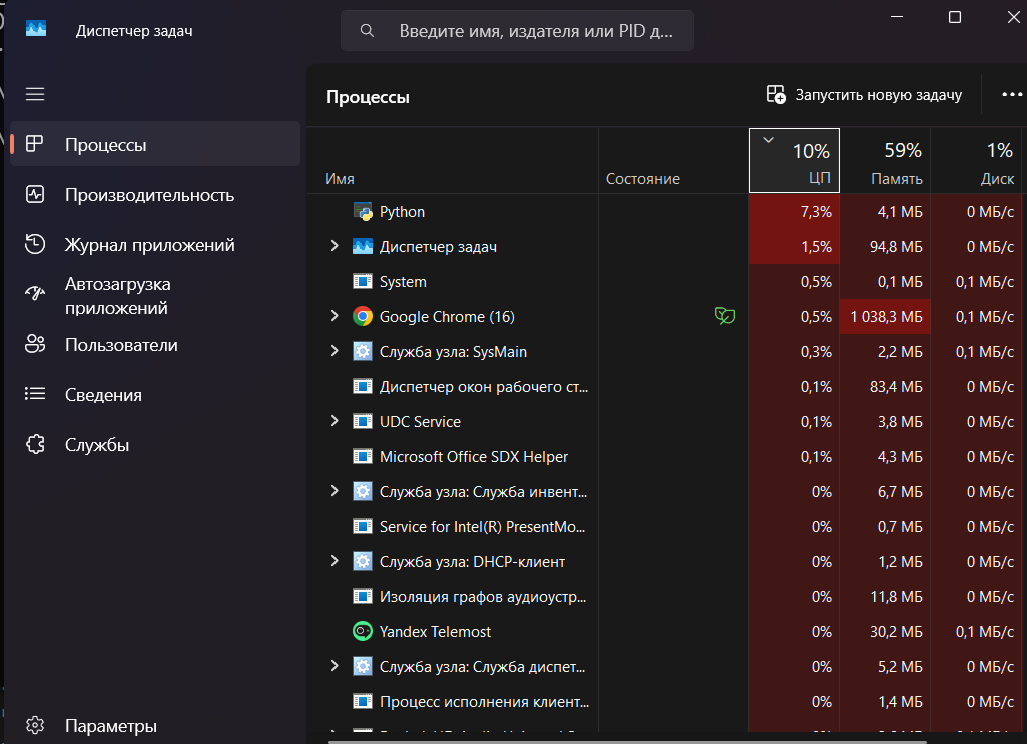 Диспетчер задач
Введите имя, издателя или PID д...
Процессы
Запустить новую задачу
Процессы
Производительность
Журнал приложений
Автозагрузка
приложений
Пользователи
Сведения
Службы
Параметры
10% 59% 1%
Имя Состояние ЦП Память Диск
Python 7,3% 4,1 МБ 0 МБ/с
Диспетчер задач 1,5% 94,8 МБ 0 МБ/с
System 0,5% 0,1 МБ 0,1 МБ/с
Google Chrome (16) 0,5% 1 038,3 МБ 0,1 МБ/с
Служба узла: SysMain 0,3% 2,2 МБ 0,1 МБ/с
Диспетчер окон рабочего ст... 0,1% 83,4 МБ 0 МБ/с
UDC Service 0,1% 3,8 МБ 0 МБ/с
Microsoft Office SDX Helper 0,1% 4,3 МБ 0 МБ/с
Служба узла: Служба инвент... 0% 6,7 МБ 0 МБ/с
Service for Intel(R) PresentMo... 0% 0,7 МБ 0 МБ/с
Служба узла: DHCP-клиент 0% 1,2 МБ 0 МБ/с
Изоляция графов аудиоустр... 0% 11,8 МБ 0 МБ/с
Yandex Telemost 0% 30,2 МБ 0,1 МБ/с
Служба узла: Служба диспет... 0% 5,2 МБ 0 МБ/с
Процесс исполнения клиент... 0% 1,4 МБ 0 МБ/с